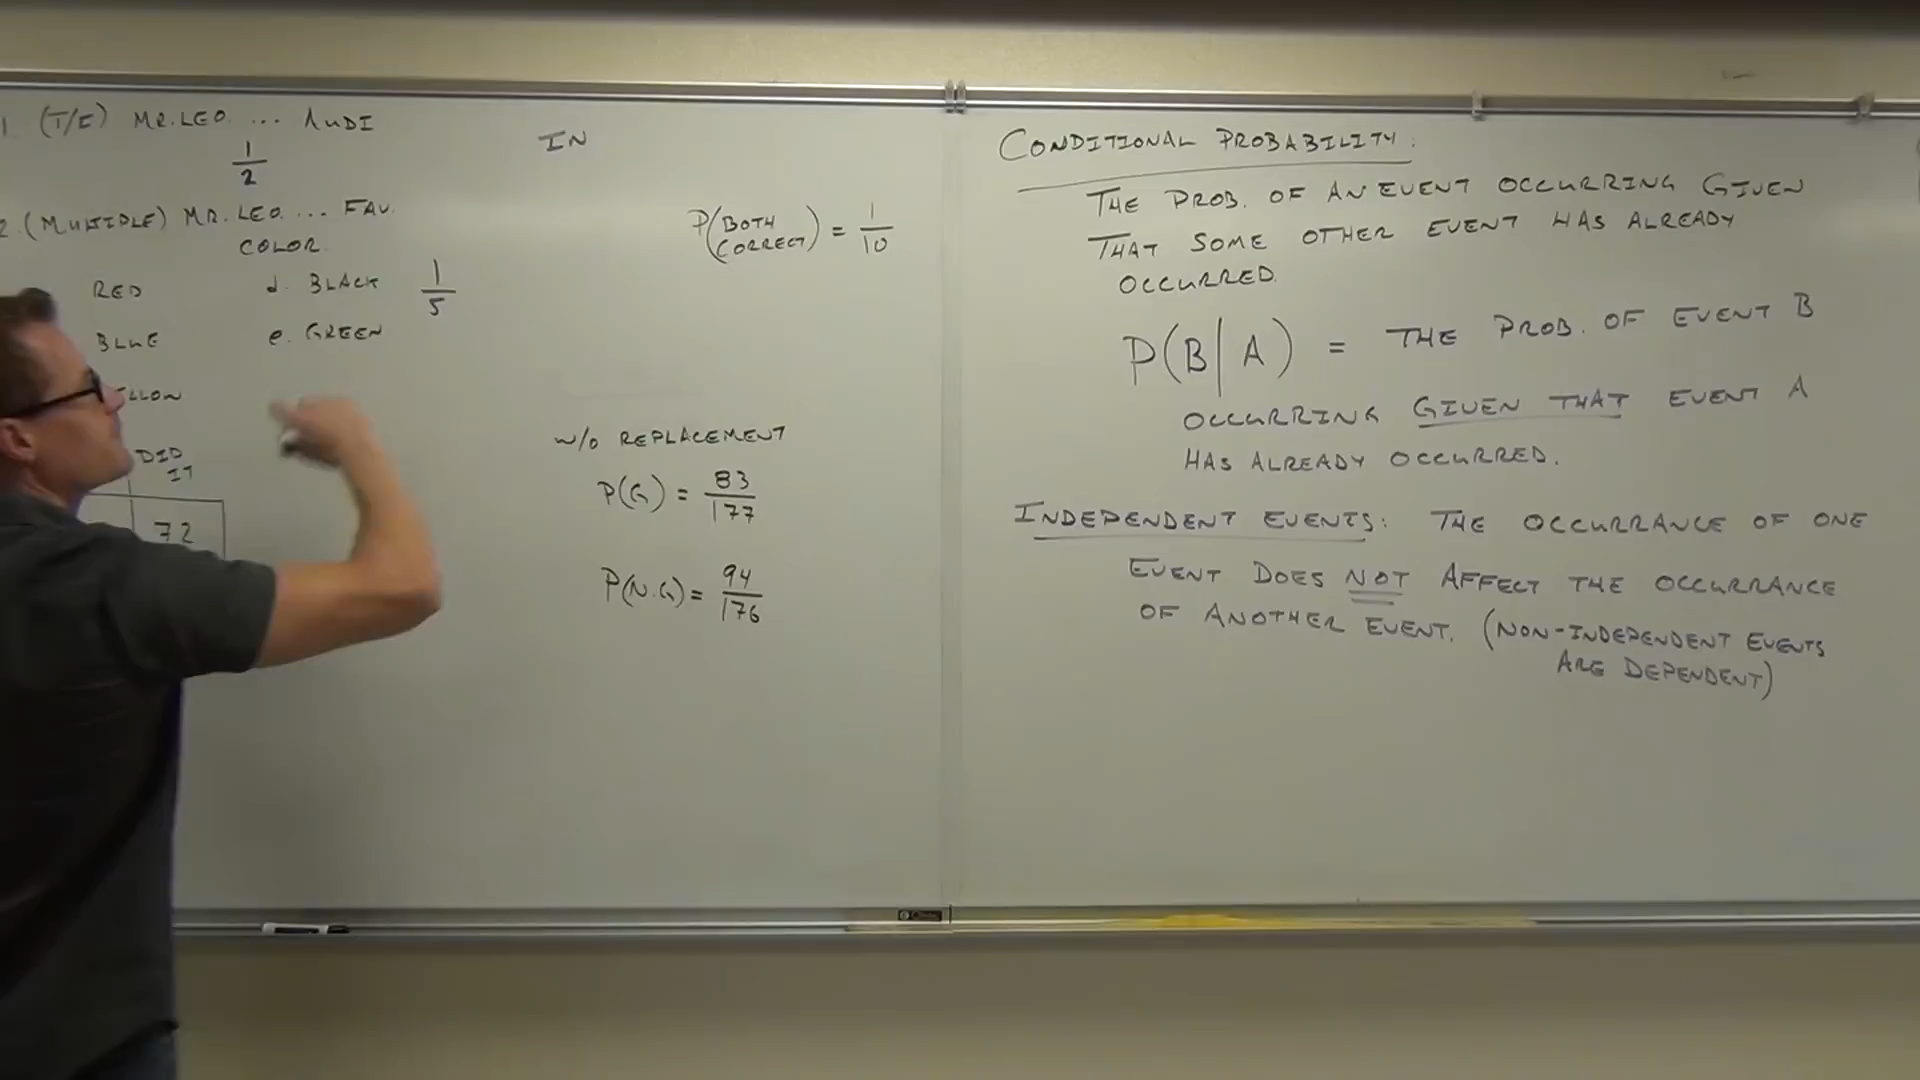 1. (T/F) MR. LEO. ... AUDI
1/2
2. (MULTIPLE) MR. LEO. ... FAV.
COLOR
RED d. BLACK 1/5
BLUE e. GREEN
DID
IT
72
IN
P(BOTH CORRECT) = 1/10
W/O REPLACEMENT
P(G) = 83/177
P(N.G) = 94/176
CONDITIONAL PROBABILITY:
THE PROB. OF AN EVENT OCCURRING GIVEN
THAT SOME OTHER EVENT HAS ALREADY
OCCURRED.
P(B|A) = THE PROB. OF EVENT B
OCCURRING GIVEN THAT EVENT A
HAS ALREADY OCCURRED.
INDEPENDENT EVENTS: THE OCCURRANCE OF ONE
EVENT DOES NOT AFFECT THE OCCURRANCE
OF ANOTHER EVENT. (NON-INDEPENDENT EVENTS
ARE DEPENDENT)